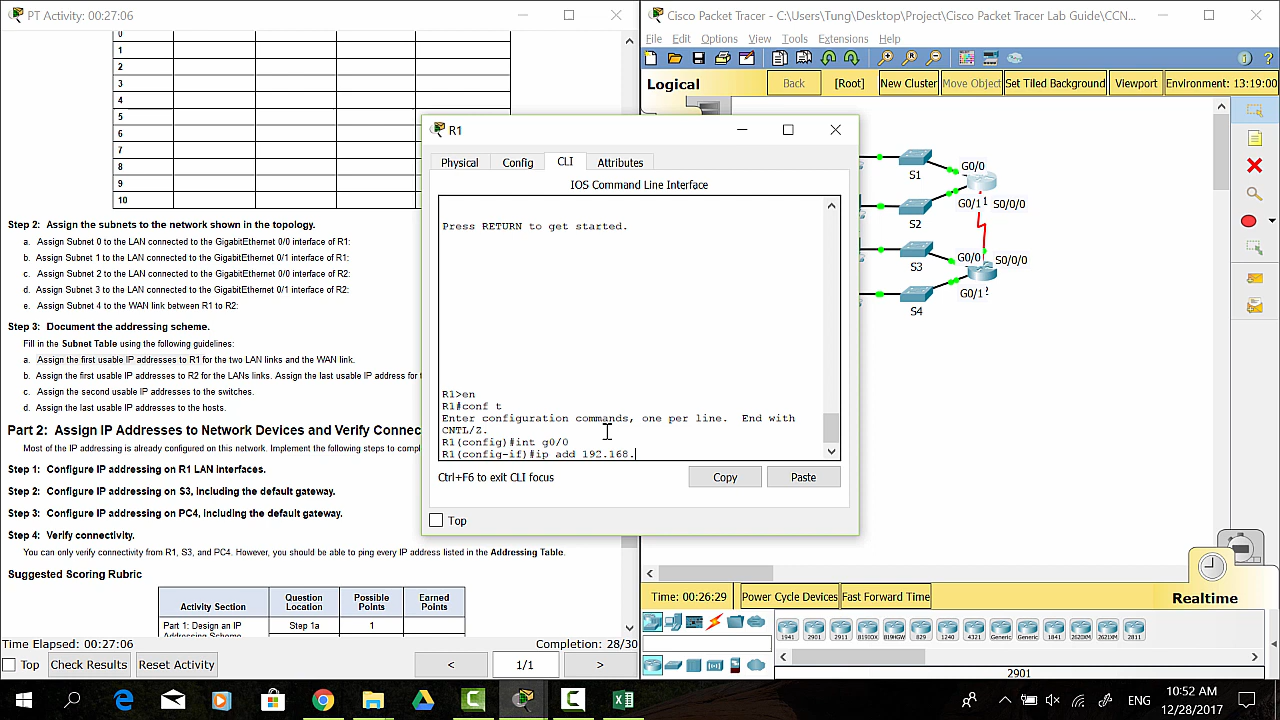 PT Activity: 00:27:06
0
1
2
3
4
5
6
7
8
9
10
Step 2: Assign the subnets to the network shown in the topology.
a. Assign Subnet 0 to the LAN connected to the GigabitEthernet 0/0 interface of R1:
b. Assign Subnet 1 to the LAN connected to the GigabitEthernet 0/1 interface of R1:
c. Assign Subnet 2 to the LAN connected to the GigabitEthernet 0/0 interface of R2:
d. Assign Subnet 3 to the LAN connected to the GigabitEthernet 0/1 interface of R2:
e. Assign Subnet 4 to the WAN link between R1 to R2:
Step 3: Document the addressing scheme.
Fill in the Subnet Table using the following guidelines:
a. Assign the first usable IP addresses to R1 for the two LAN links and the WAN link.
b. Assign the first usable IP addresses to R2 for the LANs links. Assign the last usable IP address for
c. Assign the second usable IP addresses to the switches.
d. Assign the last usable IP addresses to the hosts.
Part 2: Assign IP Addresses to Network Devices and Verify Connec
Most of the IP addressing is already configured on this network. Implement
Step 1: Configure IP addressing on R1 LAN interfaces.
Step 2: Configure IP addressing on S3, including the default gateway.
Step 3: Configure IP addressing on PC4, including the default gateway.
Step 4: Verify connectivity.
You can only verify connectivity from R1, S3, and PC4. However, you should be able to ping every IP address listed in the Addressing Table.
Suggested Scoring Rubric
Activity Section
Question Location
Possible Points
Earned Points
Part 1: Design an IP
Step 1a
1
Time Elapsed: 00:27:06
Completion: 28/30
Top
Check Results
Reset Activity
<
1/1
>
Cisco Packet Tracer - C:\Users\Tung\Desktop\Project\Cisco Packet Tracer Lab Guide\CCN...
File Edit Options View Tools Extensions Help
Logical
Back
[Root]
New Cluster
Move Object
Set Tiled Background
Viewport
Environment: 13:19:00
S1
G0/0
G0/1
1
S0/0/0
S2
S3
G0/0
S0/0/0
G0/1
S4
R1
Physical
Config
CLI
Attributes
IOS Command Line Interface
Press RETURN to get started.
R1>en
R1#conf t
Enter configuration commands, one per line. End with
CNTL/Z.
R1(config)#int g0/0
R1(config-if)#ip add 192.168.
Ctrl+F6 to exit CLI focus
Copy
Paste
Top
Realtime
Time: 00:26:29
Power Cycle Devices
Fast Forward Time
1941
2901
2911
819IOX
819HGW
829
1240
4321
Generic
Generic
1841
2620XM
2621XM
2811
2901
ENG
10:52 AM
12/28/2017